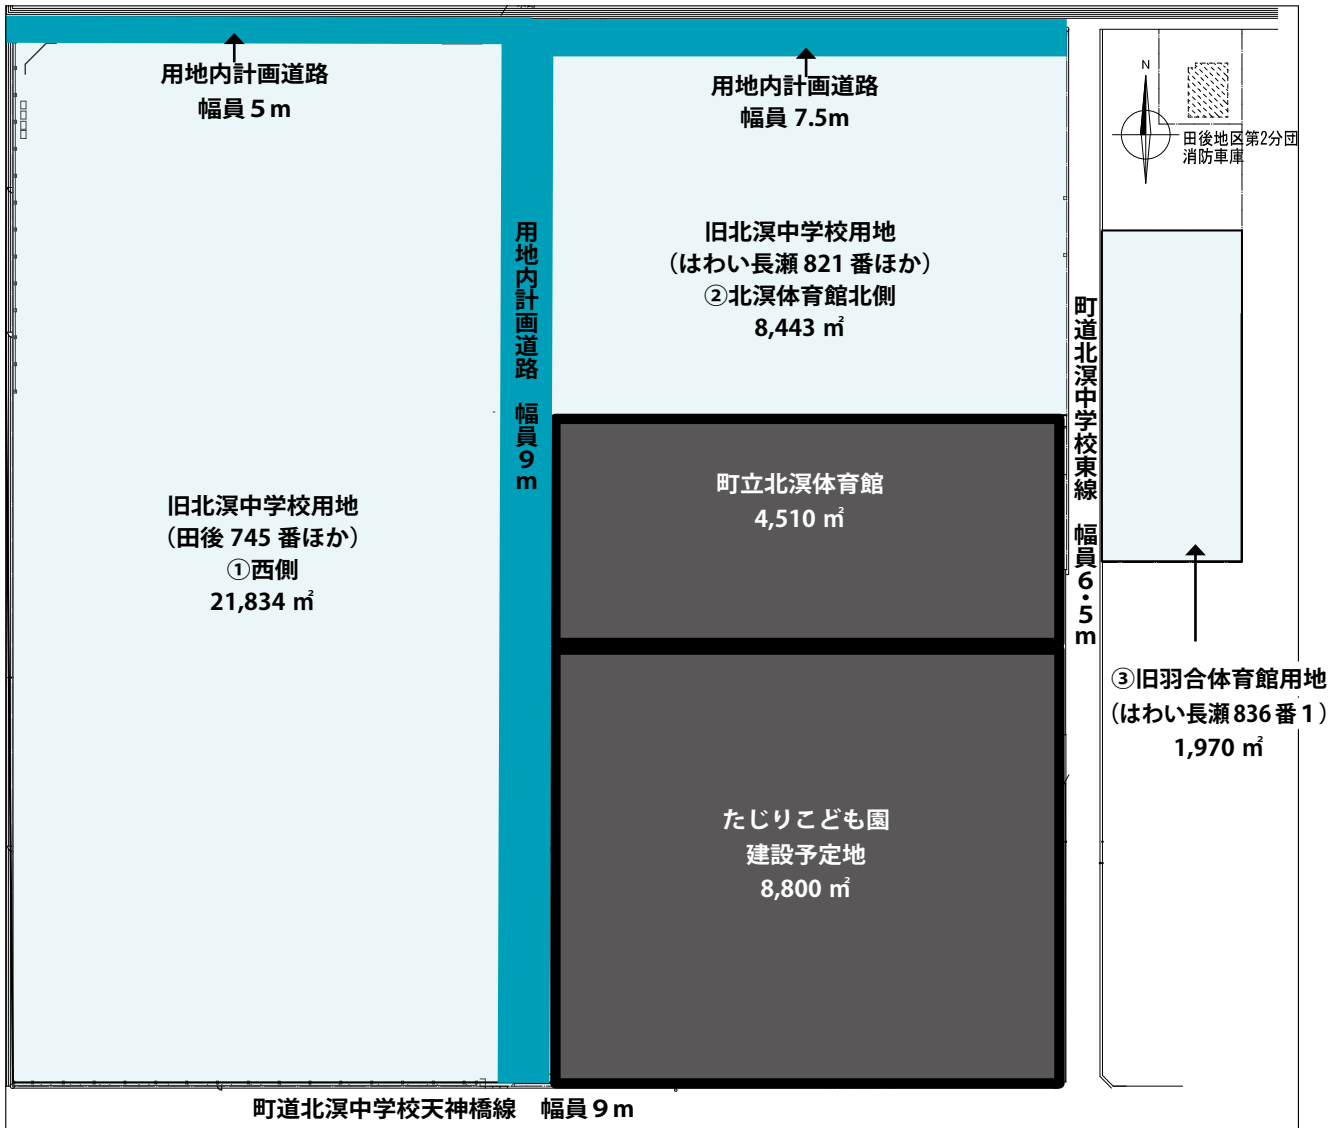 用地内計画道路
幅員５m
用地内計画道路
幅員 7.5m
N
田後地区第2分団
消防車庫
用地内計画道路　幅員９m
旧北溟中学校用地
（はわい長瀬 821 番ほか）
②北溟体育館北側
8,443 ㎡
町道北溟中学校東線　幅員６・５m
町立北溟体育館
4,510 ㎡
旧北溟中学校用地
（田後 745 番ほか）
①西側
21,834 ㎡
③旧羽合体育館用地
（はわい長瀬 836 番 1 ）
1,970 ㎡
たじりこども園
建設予定地
8,800 ㎡
町道北溟中学校天神橋線　幅員９m